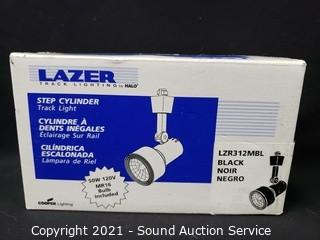 LAZER
TRACK LIGHTING by HALO
STEP CYLINDER
Track Light
CYLINDRE À
DENTS INÉGALES
Éclairage Sur Rail
CILÍNDRICA
ESCALONADA
Lámpara de Riel
50W 120V
MR16
Bulb
Included
LZR312MBL
BLACK
NOIR
NEGRO
COOPER Lighting
Copyright 2021 - Sound Auction Service